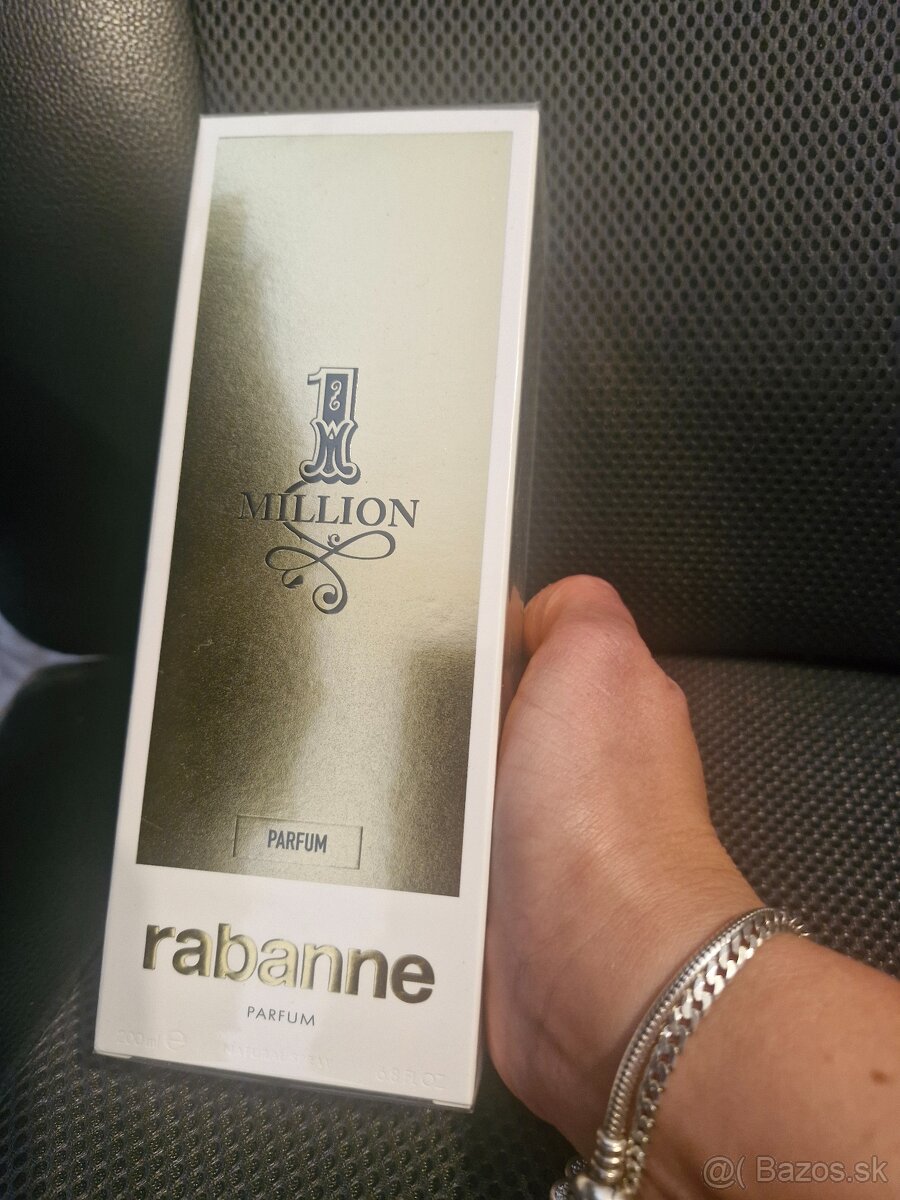 1
MILLION
PARFUM
rabanne
PARFUM
200 ml ℮ NATURAL SPRAY 6.8 FL.OZ
@( Bazos.sk